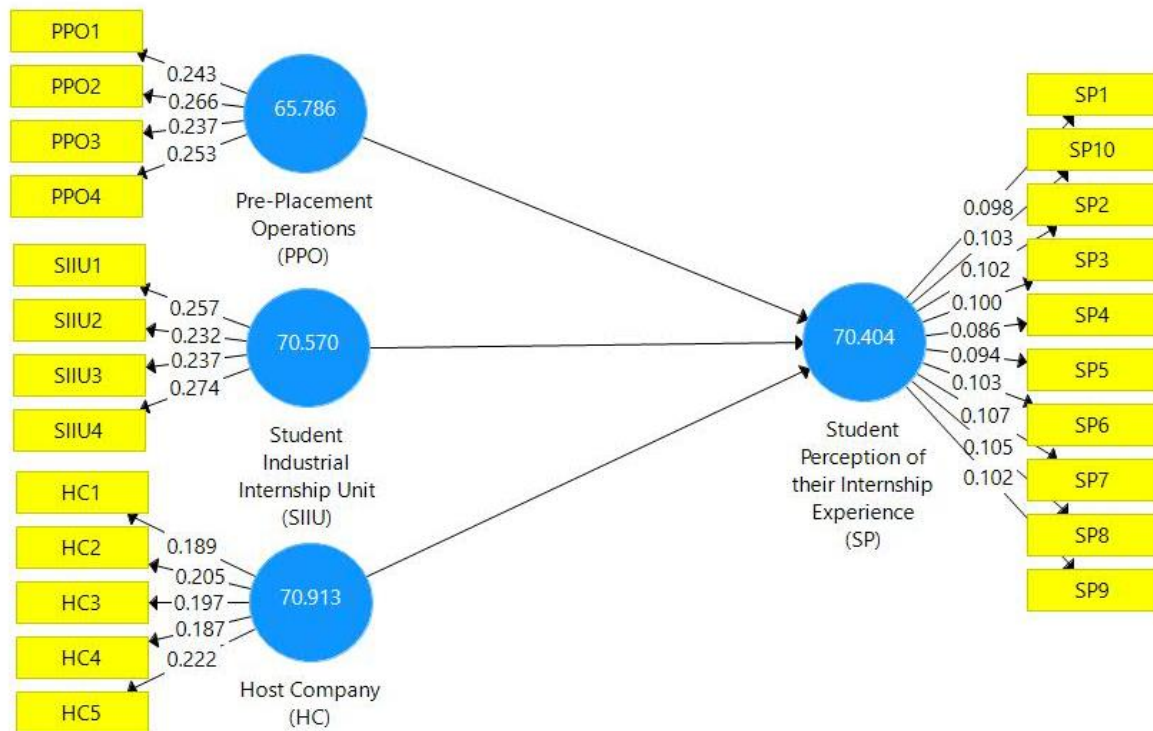 PPO1
PPO2
PPO3
PPO4
0.243
0.266
0.237
0.253
65.786
Pre-Placement
Operations
(PPO)
SIIU1
SIIU2
SIIU3
SIIU4
0.257
0.232
0.237
0.274
70.570
Student
Industrial
Internship Unit
(SIIU)
HC1
HC2
HC3
HC4
HC5
0.189
0.205
0.197
0.187
0.222
70.913
Host Company
(HC)
70.404
Student
Perception of
their Internship
Experience
(SP)
0.098
0.103
0.102
0.100
0.086
0.094
0.103
0.107
0.105
0.102
SP1
SP10
SP2
SP3
SP4
SP5
SP6
SP7
SP8
SP9